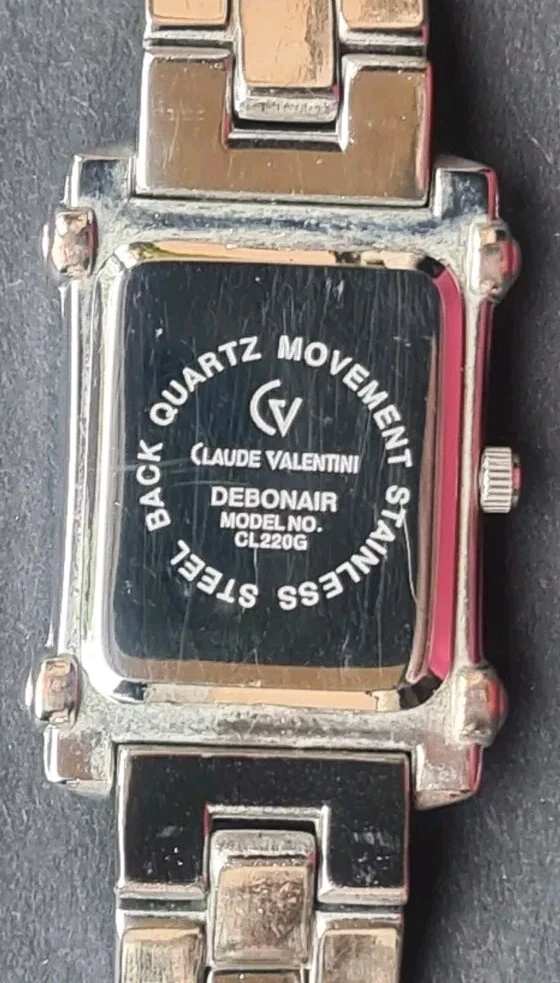 QUARTZ MOVEMENT STAINLESS STEEL BACK
CV
CLAUDE VALENTINI
DEBONAIR
MODEL NO.
CL220G